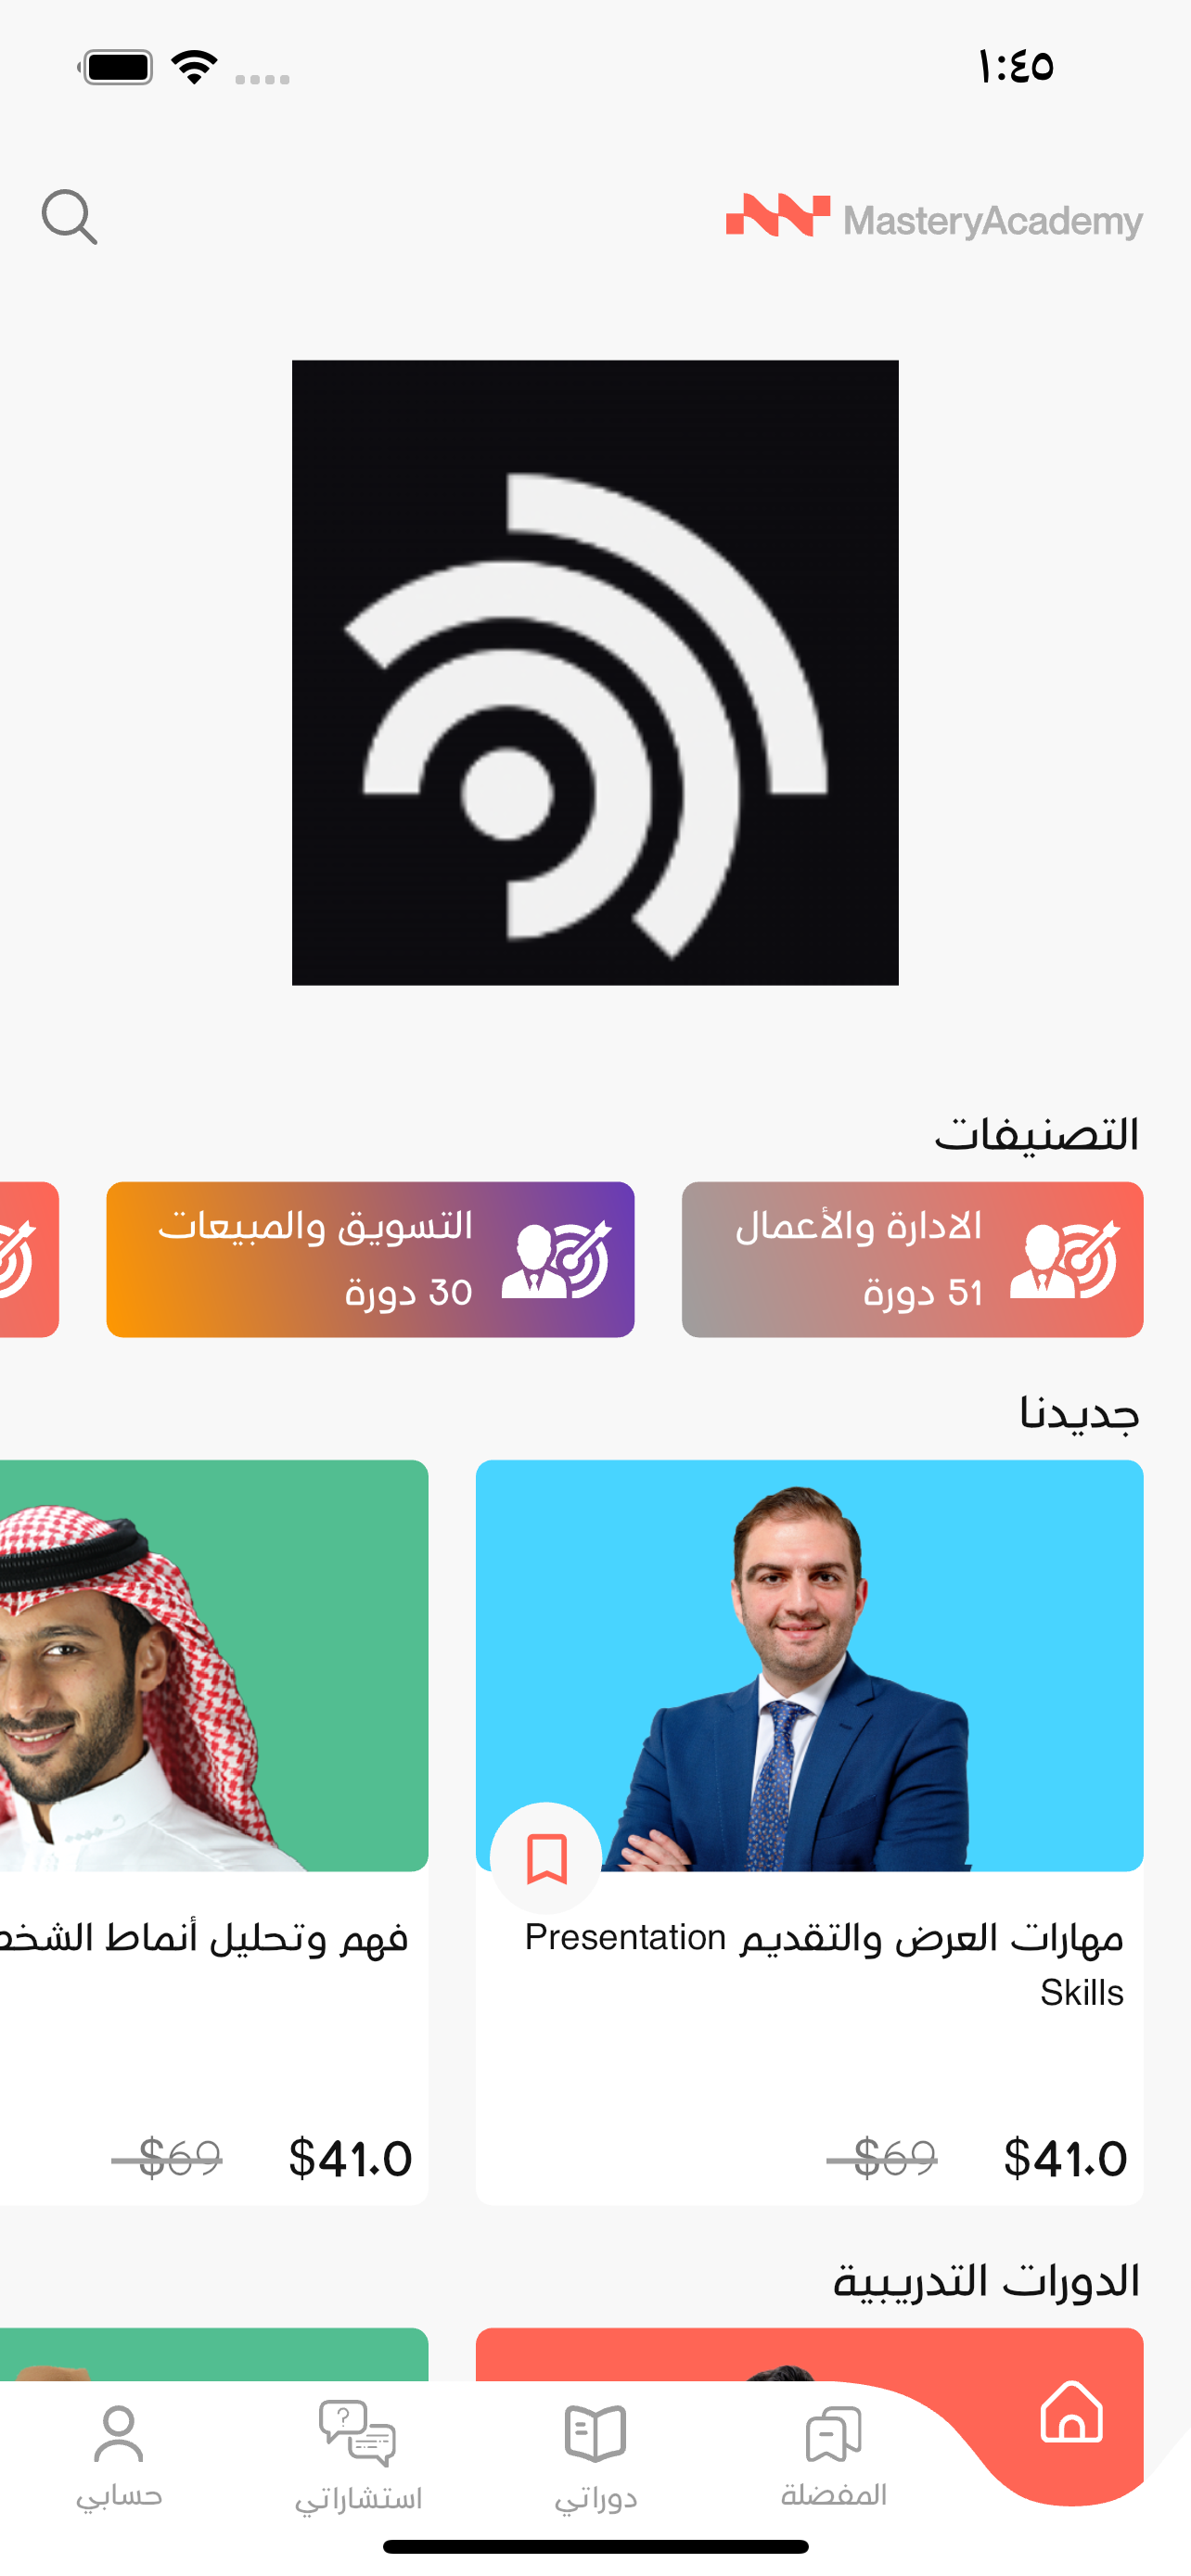 ١:٤٥
MasteryAcademy
التصنيفات
الادارة والأعمال
51 دورة
التسويق والمبيعات
30 دورة
جديدنا
مهارات العرض والتقديم Presentation
Skills
$41.0
$69
فهم وتحليل أنماط
$41.0
$69
الدورات التدريبية
المفضلة
دوراتي
استشاراتي
حسابي